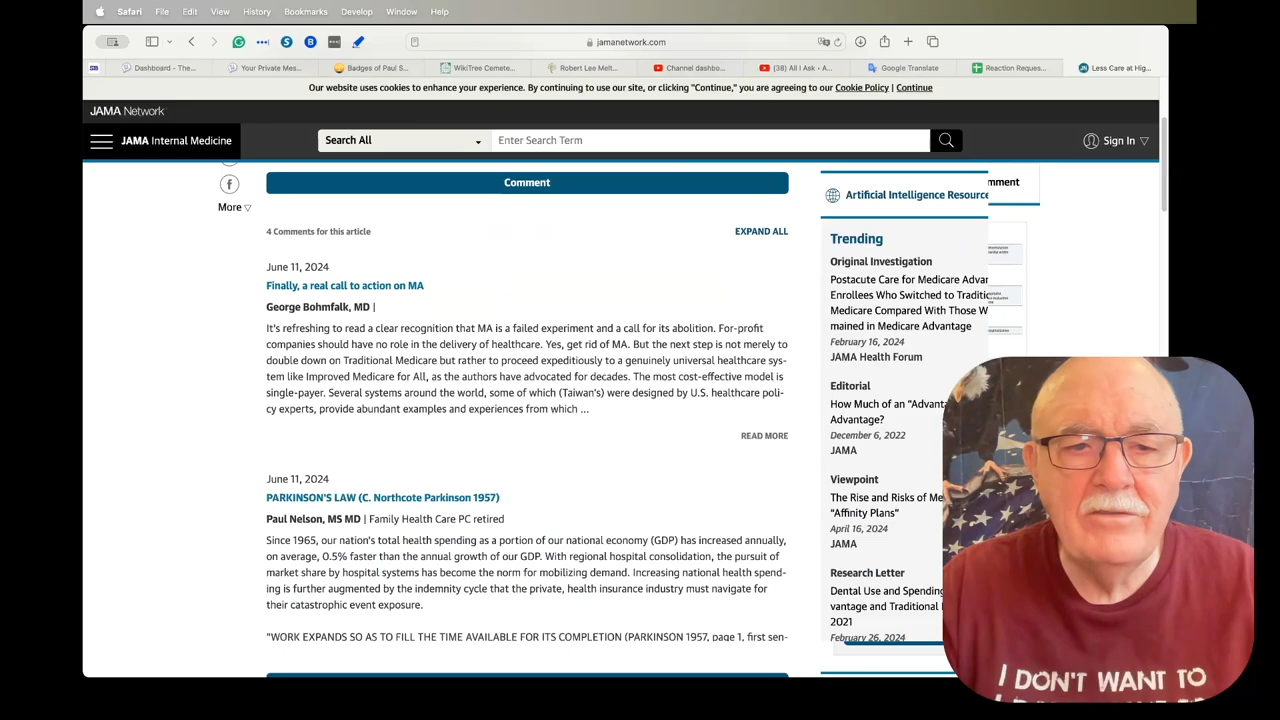 Safari File Edit View History Bookmarks Develop Window Help
jamanetwork.com
SB Dashboard - The... Your Private Mes... Badges of Paul S... WikiTree Cemete... Robert Lee Melt... Channel dashbo... (38) All I Ask • A... Google Translate Reaction Reques... Less Care at Hig...
Our website uses cookies to enhance your experience. By continuing to use our site, or clicking "Continue," you are agreeing to our Cookie Policy | Continue
JAMA Network
JAMA Internal Medicine
Search All
Enter Search Term
Sign In
More
Comment
4 Comments for this article
EXPAND ALL
June 11, 2024
Finally, a real call to action on MA
George Bohmfalk, MD |
It's refreshing to read a clear recognition that MA is a failed experiment and a call for its abolition. For-profit
companies should have no role in the delivery of healthcare. Yes, get rid of MA. But the next step is not merely to
double down on Traditional Medicare but rather to proceed expeditiously to a genuinely universal healthcare sys-
tem like Improved Medicare for All, as the authors have advocated for decades. The most cost-effective model is
single-payer. Several systems around the world, some of which (Taiwan's) were designed by U.S. healthcare poli-
cy experts, provide abundant examples and experiences from which ...
READ MORE
June 11, 2024
PARKINSON'S LAW (C. Northcote Parkinson 1957)
Paul Nelson, MS MD | Family Health Care PC retired
Since 1965, our nation's total health spending as a portion of our national economy (GDP) has increased annually,
on average, 0.5% faster than the annual growth of our GDP. With regional hospital consolidation, the pursuit of
market share by hospital systems has become the norm for mobilizing demand. Increasing national health spend-
ing is further augmented by the indemnity cycle that the private, health insurance industry must navigate for
their catastrophic event exposure.
"WORK EXPANDS SO AS TO FILL THE TIME AVAILABLE FOR ITS COMPLETION (PARKINSON 1957, page 1, first sen-
Artificial Intelligence Resource
mment
Trending
Original Investigation
Postacute Care for Medicare Advan
Enrollees Who Switched to Traditio
Medicare Compared With Those W
mained in Medicare Advantage
February 16, 2024
JAMA Health Forum
Editorial
How Much of an "Advanta
Advantage?
December 6, 2022
JAMA
Viewpoint
The Rise and Risks of Me
"Affinity Plans"
April 16, 2024
JAMA
Research Letter
Dental Use and Spending
vantage and Traditional
2021
February 26, 2024
I DON'T WANT TO